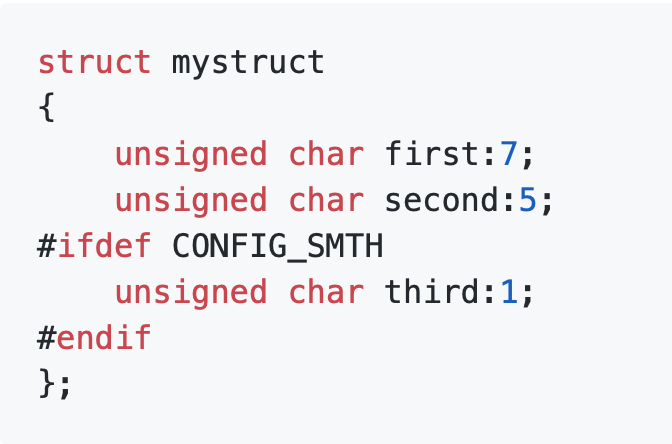 struct mystruct
{
    unsigned char first:7;
    unsigned char second:5;
#ifdef CONFIG_SMTH
    unsigned char third:1;
#endif
};